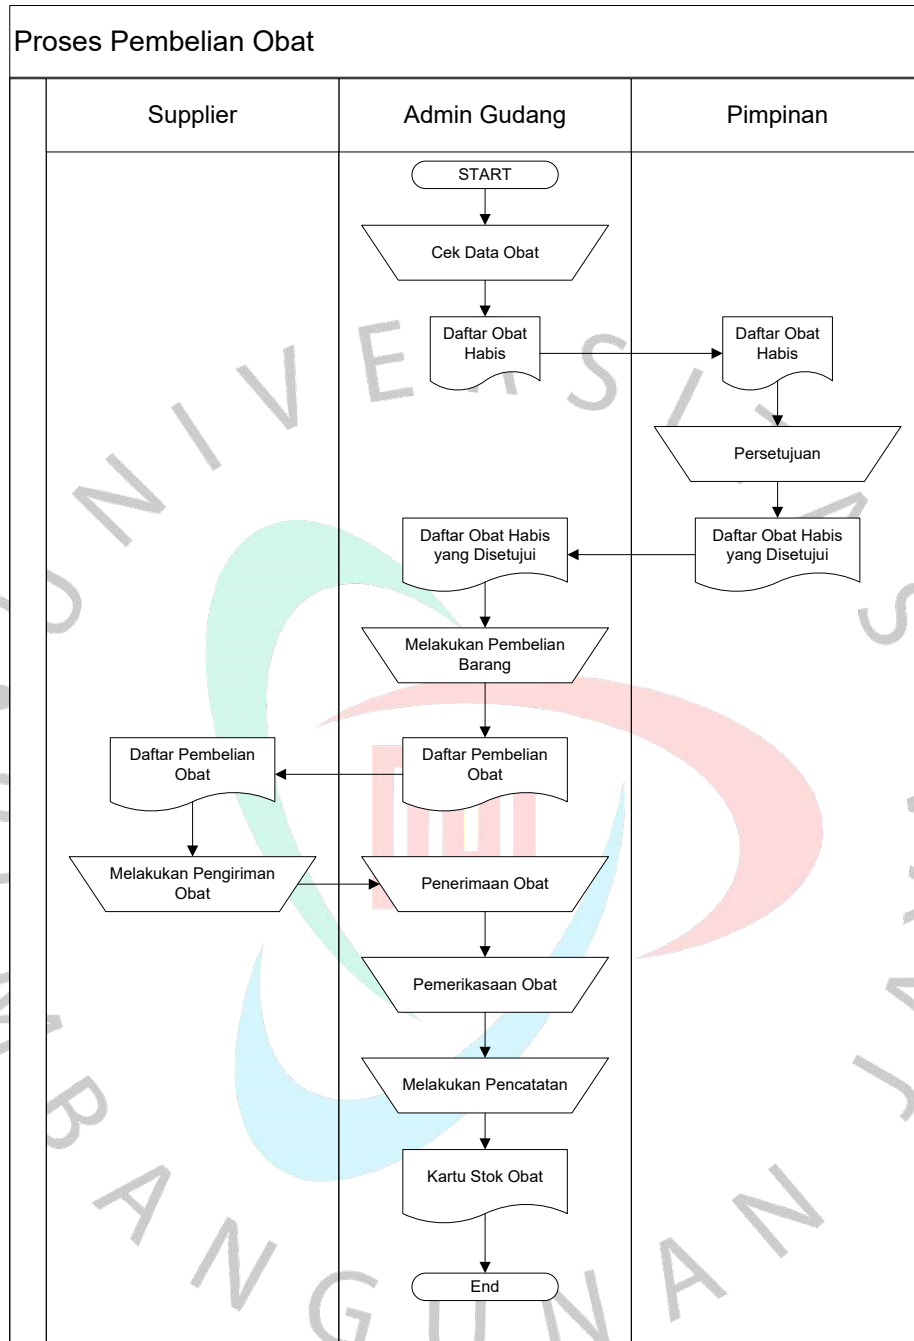 Proses Pembelian Obat
Supplier
Admin Gudang
Pimpinan
START
Cek Data Obat
Daftar Obat
Habis
Daftar Obat
Habis
Persetujuan
Daftar Obat Habis
yang Disetujui
Daftar Obat Habis
yang Disetujui
Melakukan Pembelian
Barang
Daftar Pembelian
Obat
Daftar Pembelian
Obat
Melakukan Pengiriman
Obat
Penerimaan Obat
Pemerikasaan Obat
Melakukan Pencatatan
Kartu Stok Obat
End
UNIVERSITAS
BANGUNAN